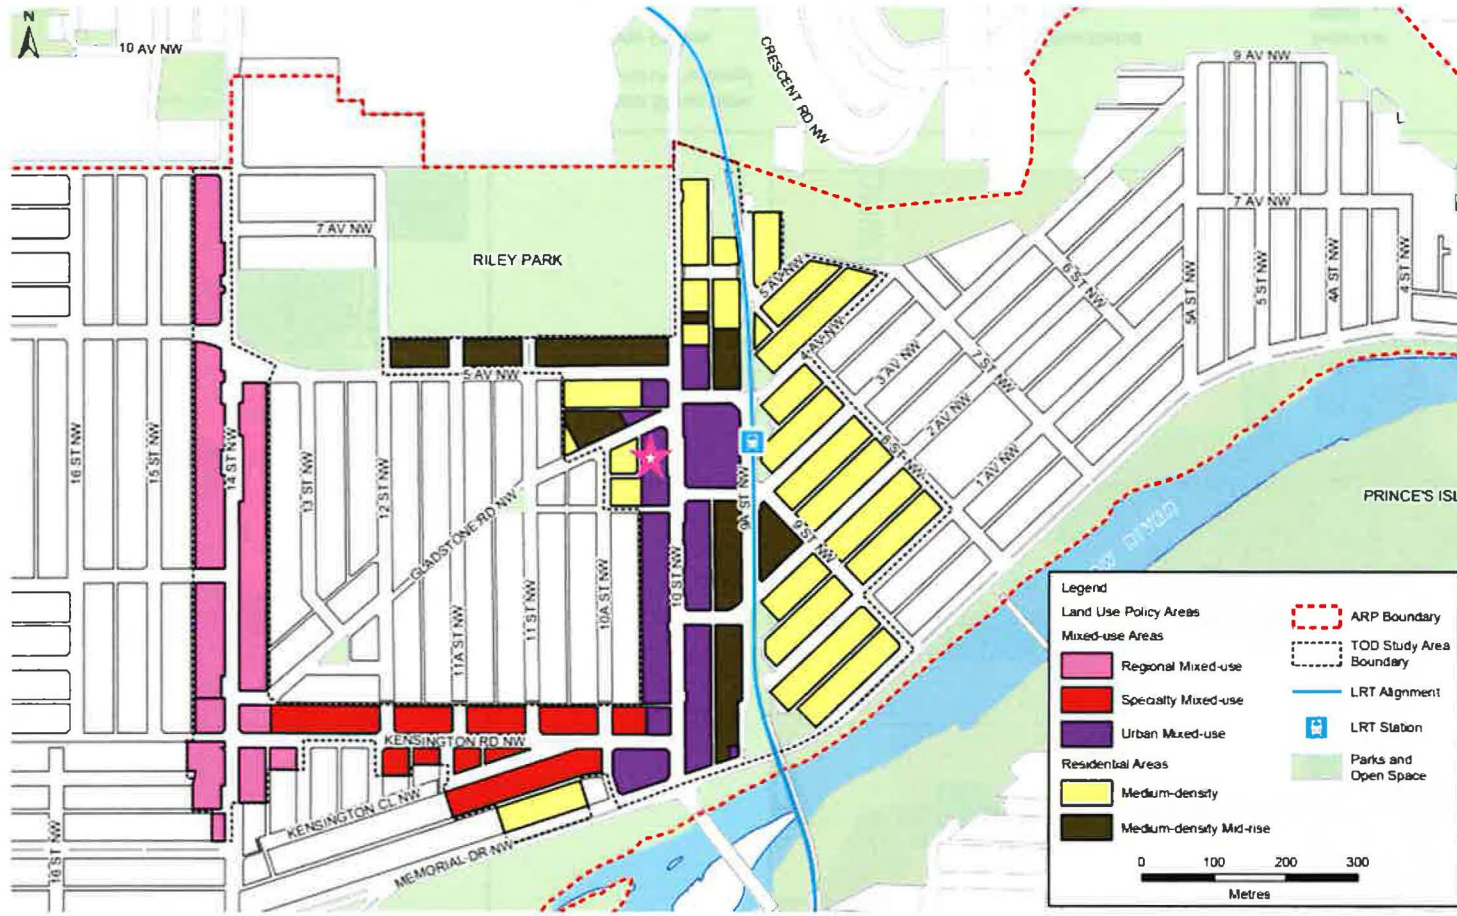 N
10 AV NW
CRESCENT RD NW
9 AV NW
L
7 AV NW
7 AV NW
RILEY PARK
5 AV NW
4 AV NW
3 AV NW
2 AV NW
1 AV NW
6 ST NW
7 ST NW
8 ST NW
9 ST NW
5A ST NW
5 ST NW
4A ST NW
4 ST NW
5 AV NW
16 ST NW
15 ST NW
14 ST NW
13 ST NW
12 ST NW
GLADSTONE RD NW
11A ST NW
11 ST NW
10A ST NW
10 ST NW
9A ST NW
PRINCE'S ISL
KENSINGTON RD NW
KENSINGTON CL NW
MEMORIAL DR NW
16 ST NW
Legend
Land Use Policy Areas
Mixed-use Areas
Regional Mixed-use
Specialty Mixed-use
Urban Mixed-use
Residential Areas
Medium-density
Medium-density Mid-rise
ARP Boundary
TOD Study Area
Boundary
LRT Alignment
LRT Station
Parks and
Open Space
0 100 200 300
Metres